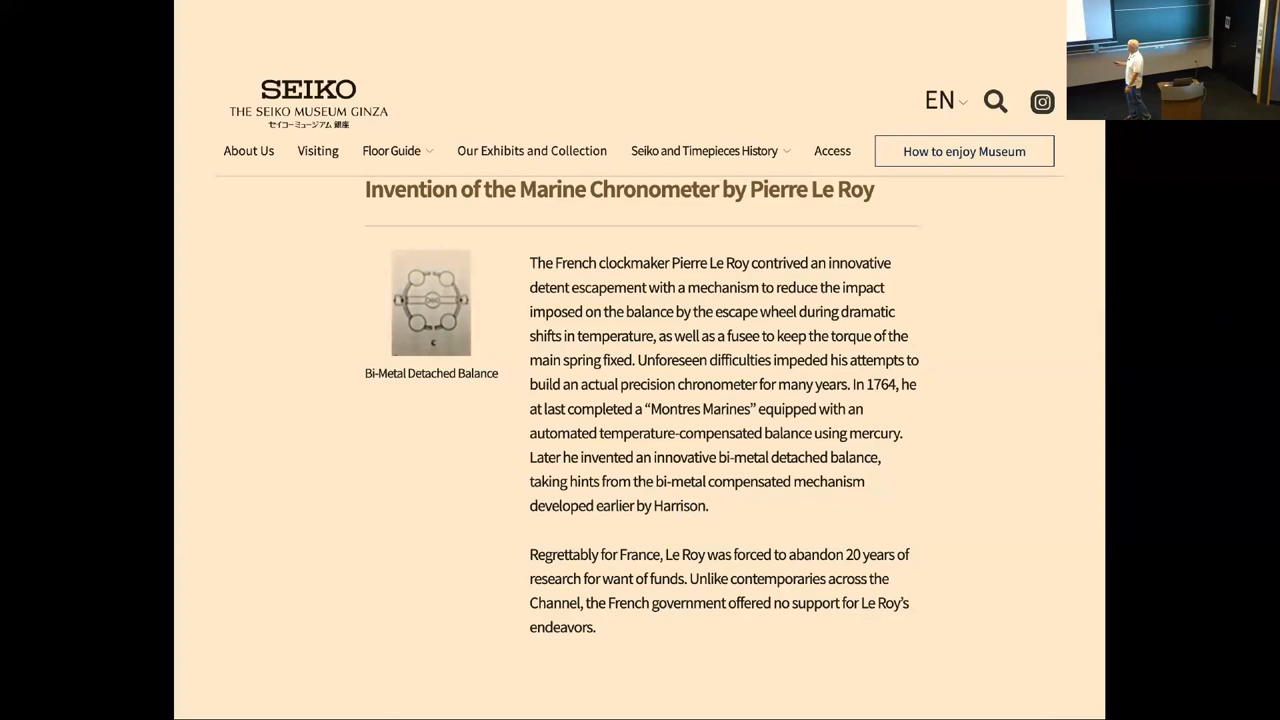 SEIKO
THE SEIKO MUSEUM GINZA
セイコーミュージアム 銀座
EN
About Us
Visiting
Floor Guide
Our Exhibits and Collection
Seiko and Timepieces History
Access
How to enjoy Museum
Invention of the Marine Chronometer by Pierre Le Roy
C
Bi-Metal Detached Balance
The French clockmaker Pierre Le Roy contrived an innovative
detent escapement with a mechanism to reduce the impact
imposed on the balance by the escape wheel during dramatic
shifts in temperature, as well as a fusee to keep the torque of the
main spring fixed. Unforeseen difficulties impeded his attempts to
build an actual precision chronometer for many years. In 1764, he
at last completed a “Montres Marines” equipped with an
automated temperature-compensated balance using mercury.
Later he invented an innovative bi-metal detached balance,
taking hints from the bi-metal compensated mechanism
developed earlier by Harrison.
Regrettably for France, Le Roy was forced to abandon 20 years of
research for want of funds. Unlike contemporaries across the
Channel, the French government offered no support for Le Roy’s
endeavors.